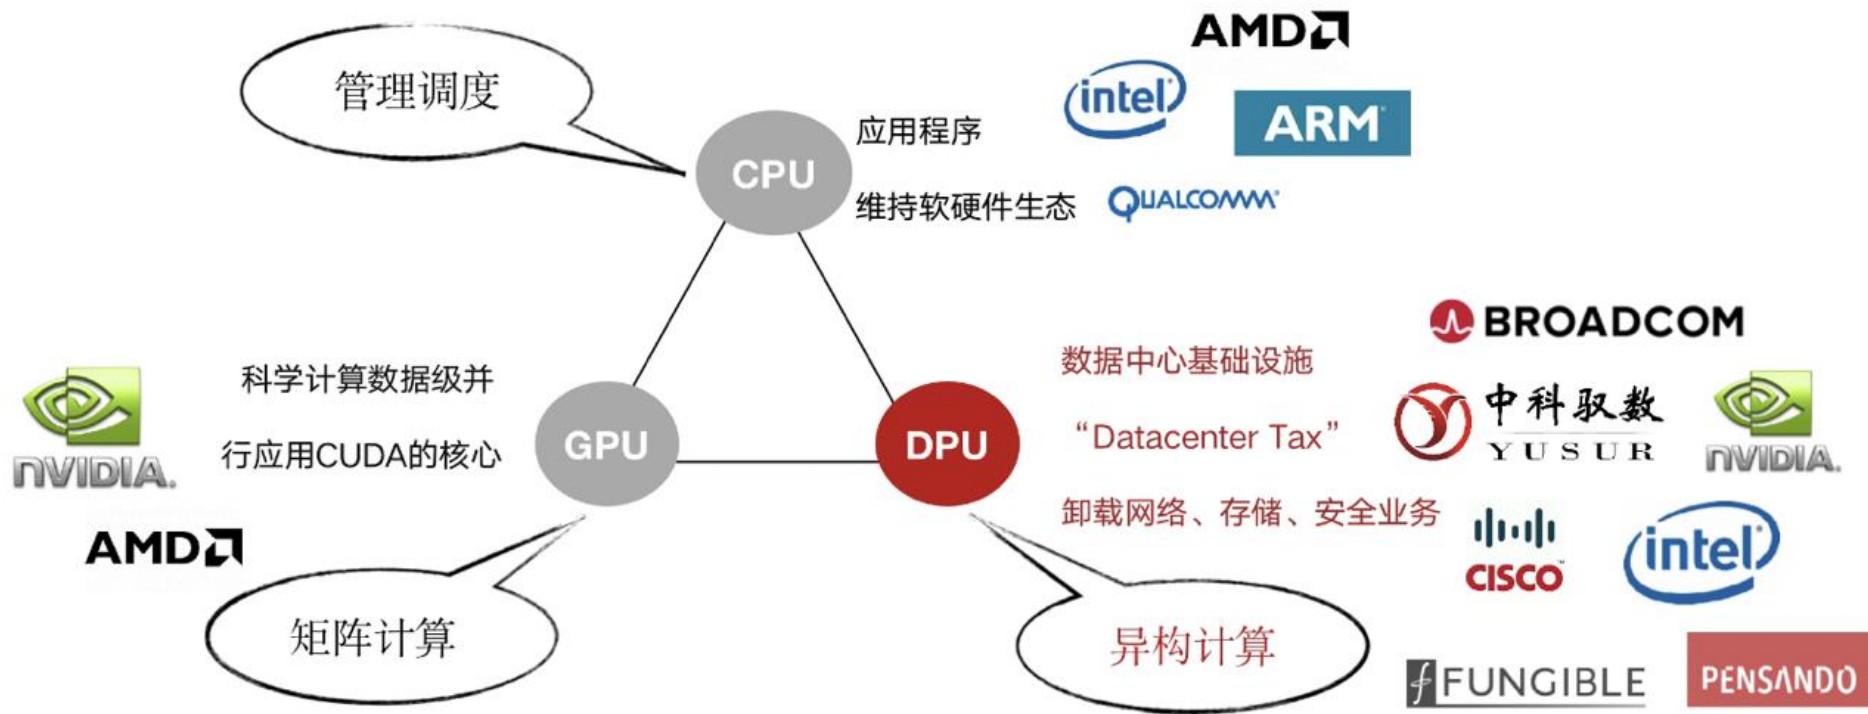 AMD
管理调度
intel
ARM
应用程序
CPU
维持软硬件生态
QUALCOMM
BROADCOM
数据中心基础设施
科学计算数据级并
中科驭数
YUSUR
NVIDIA.
“Datacenter Tax”
DPU
GPU
行应用CUDA的核心
NVIDIA.
卸载网络、存储、安全业务
AMD
CISCO
intel
矩阵计算
异构计算
FUNGIBLE
PENSANDO